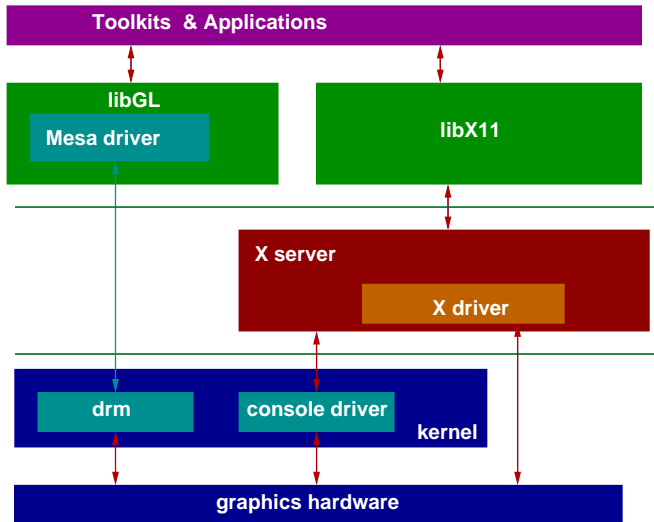 Toolkits & Applications
libGL
Mesa driver
libX11
X server
X driver
drm
console driver
kernel
graphics hardware